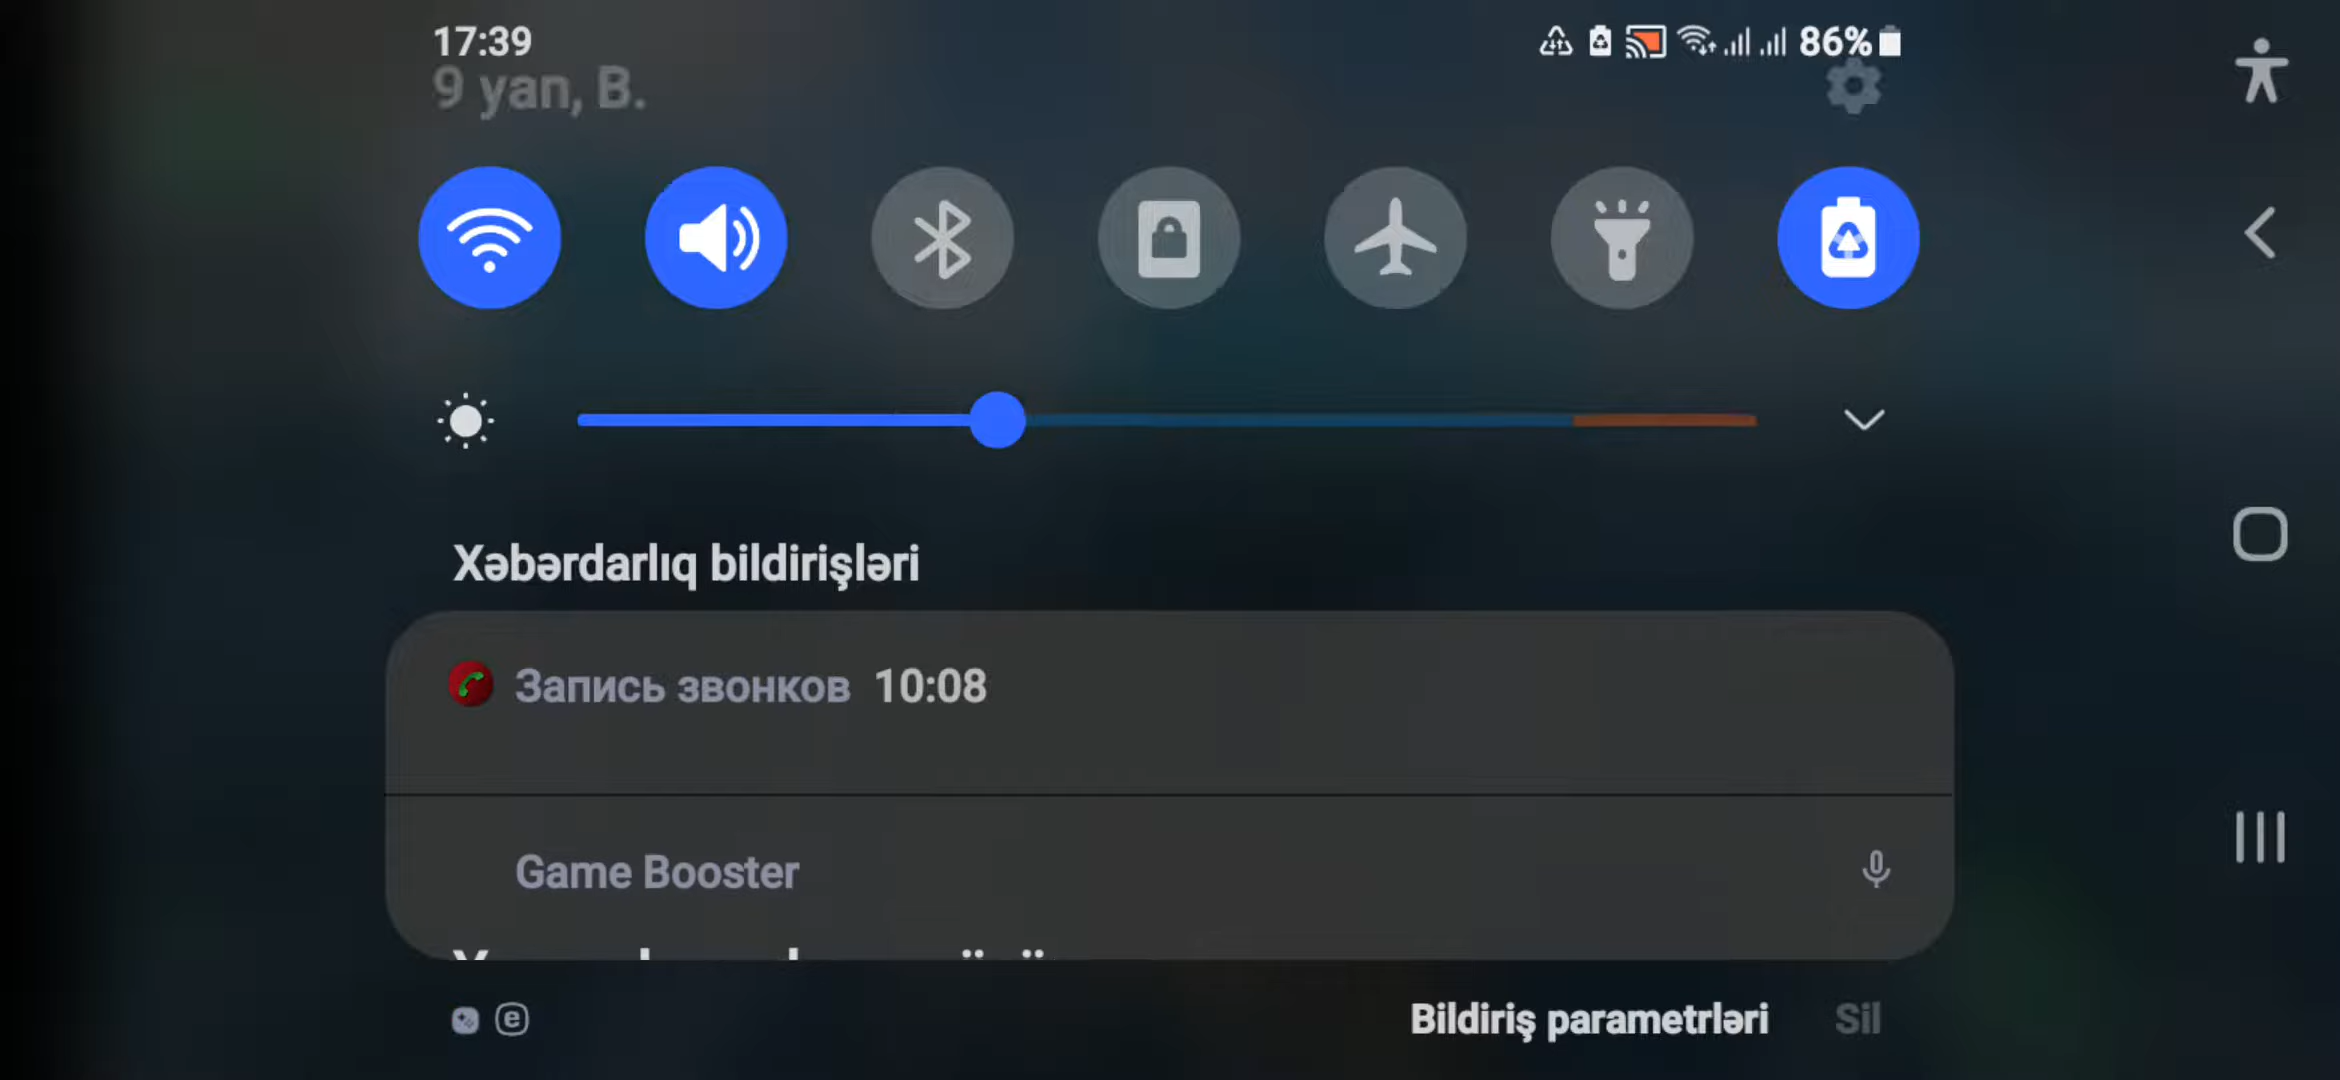 17:39
86%
9 yan, B.
Xəbərdarlıq bildirişləri
Запись звонков 10:08
Game Booster
Bildiriş parametrləri Sil